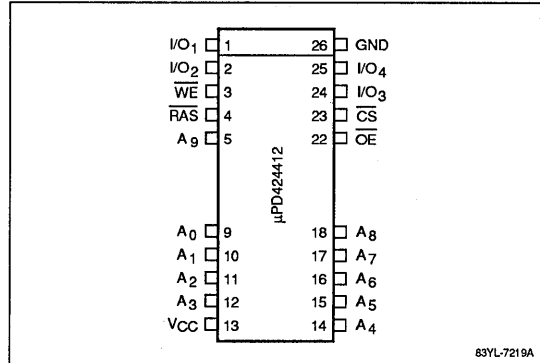 I/O1 1 26 GND
I/O2 2 25 I/O4
WE 3 24 I/O3
RAS 4 23 CS
A9 5 22 OE
μPD424412
A0 9 18 A8
A1 10 17 A7
A2 11 16 A6
A3 12 15 A5
VCC 13 14 A4
83YL-7219A